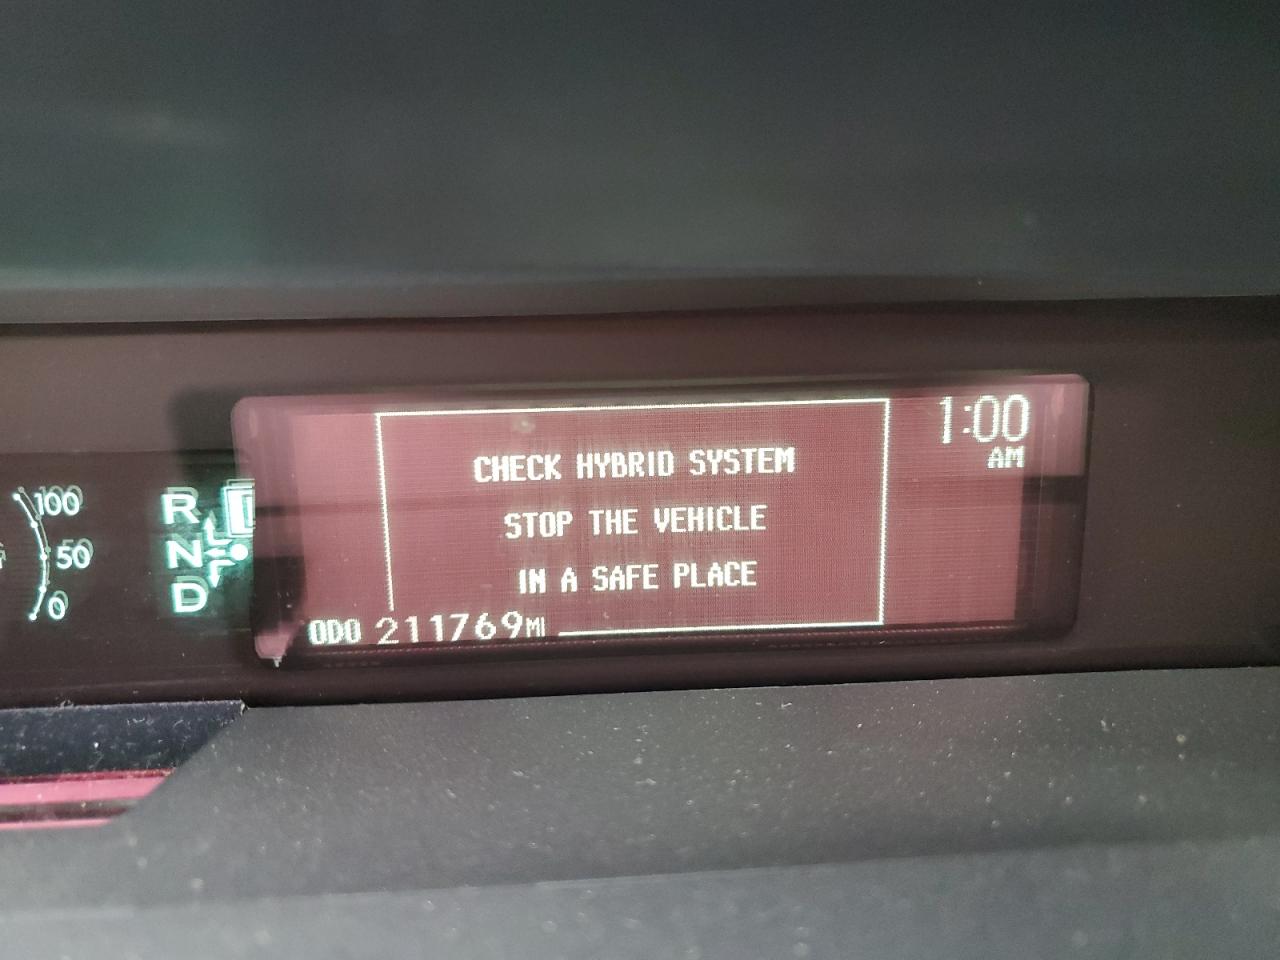 1:00
AM
CHECK HYBRID SYSTEM
STOP THE VEHICLE
IN A SAFE PLACE
ODO 211769MI
100
50
0
R
N
D